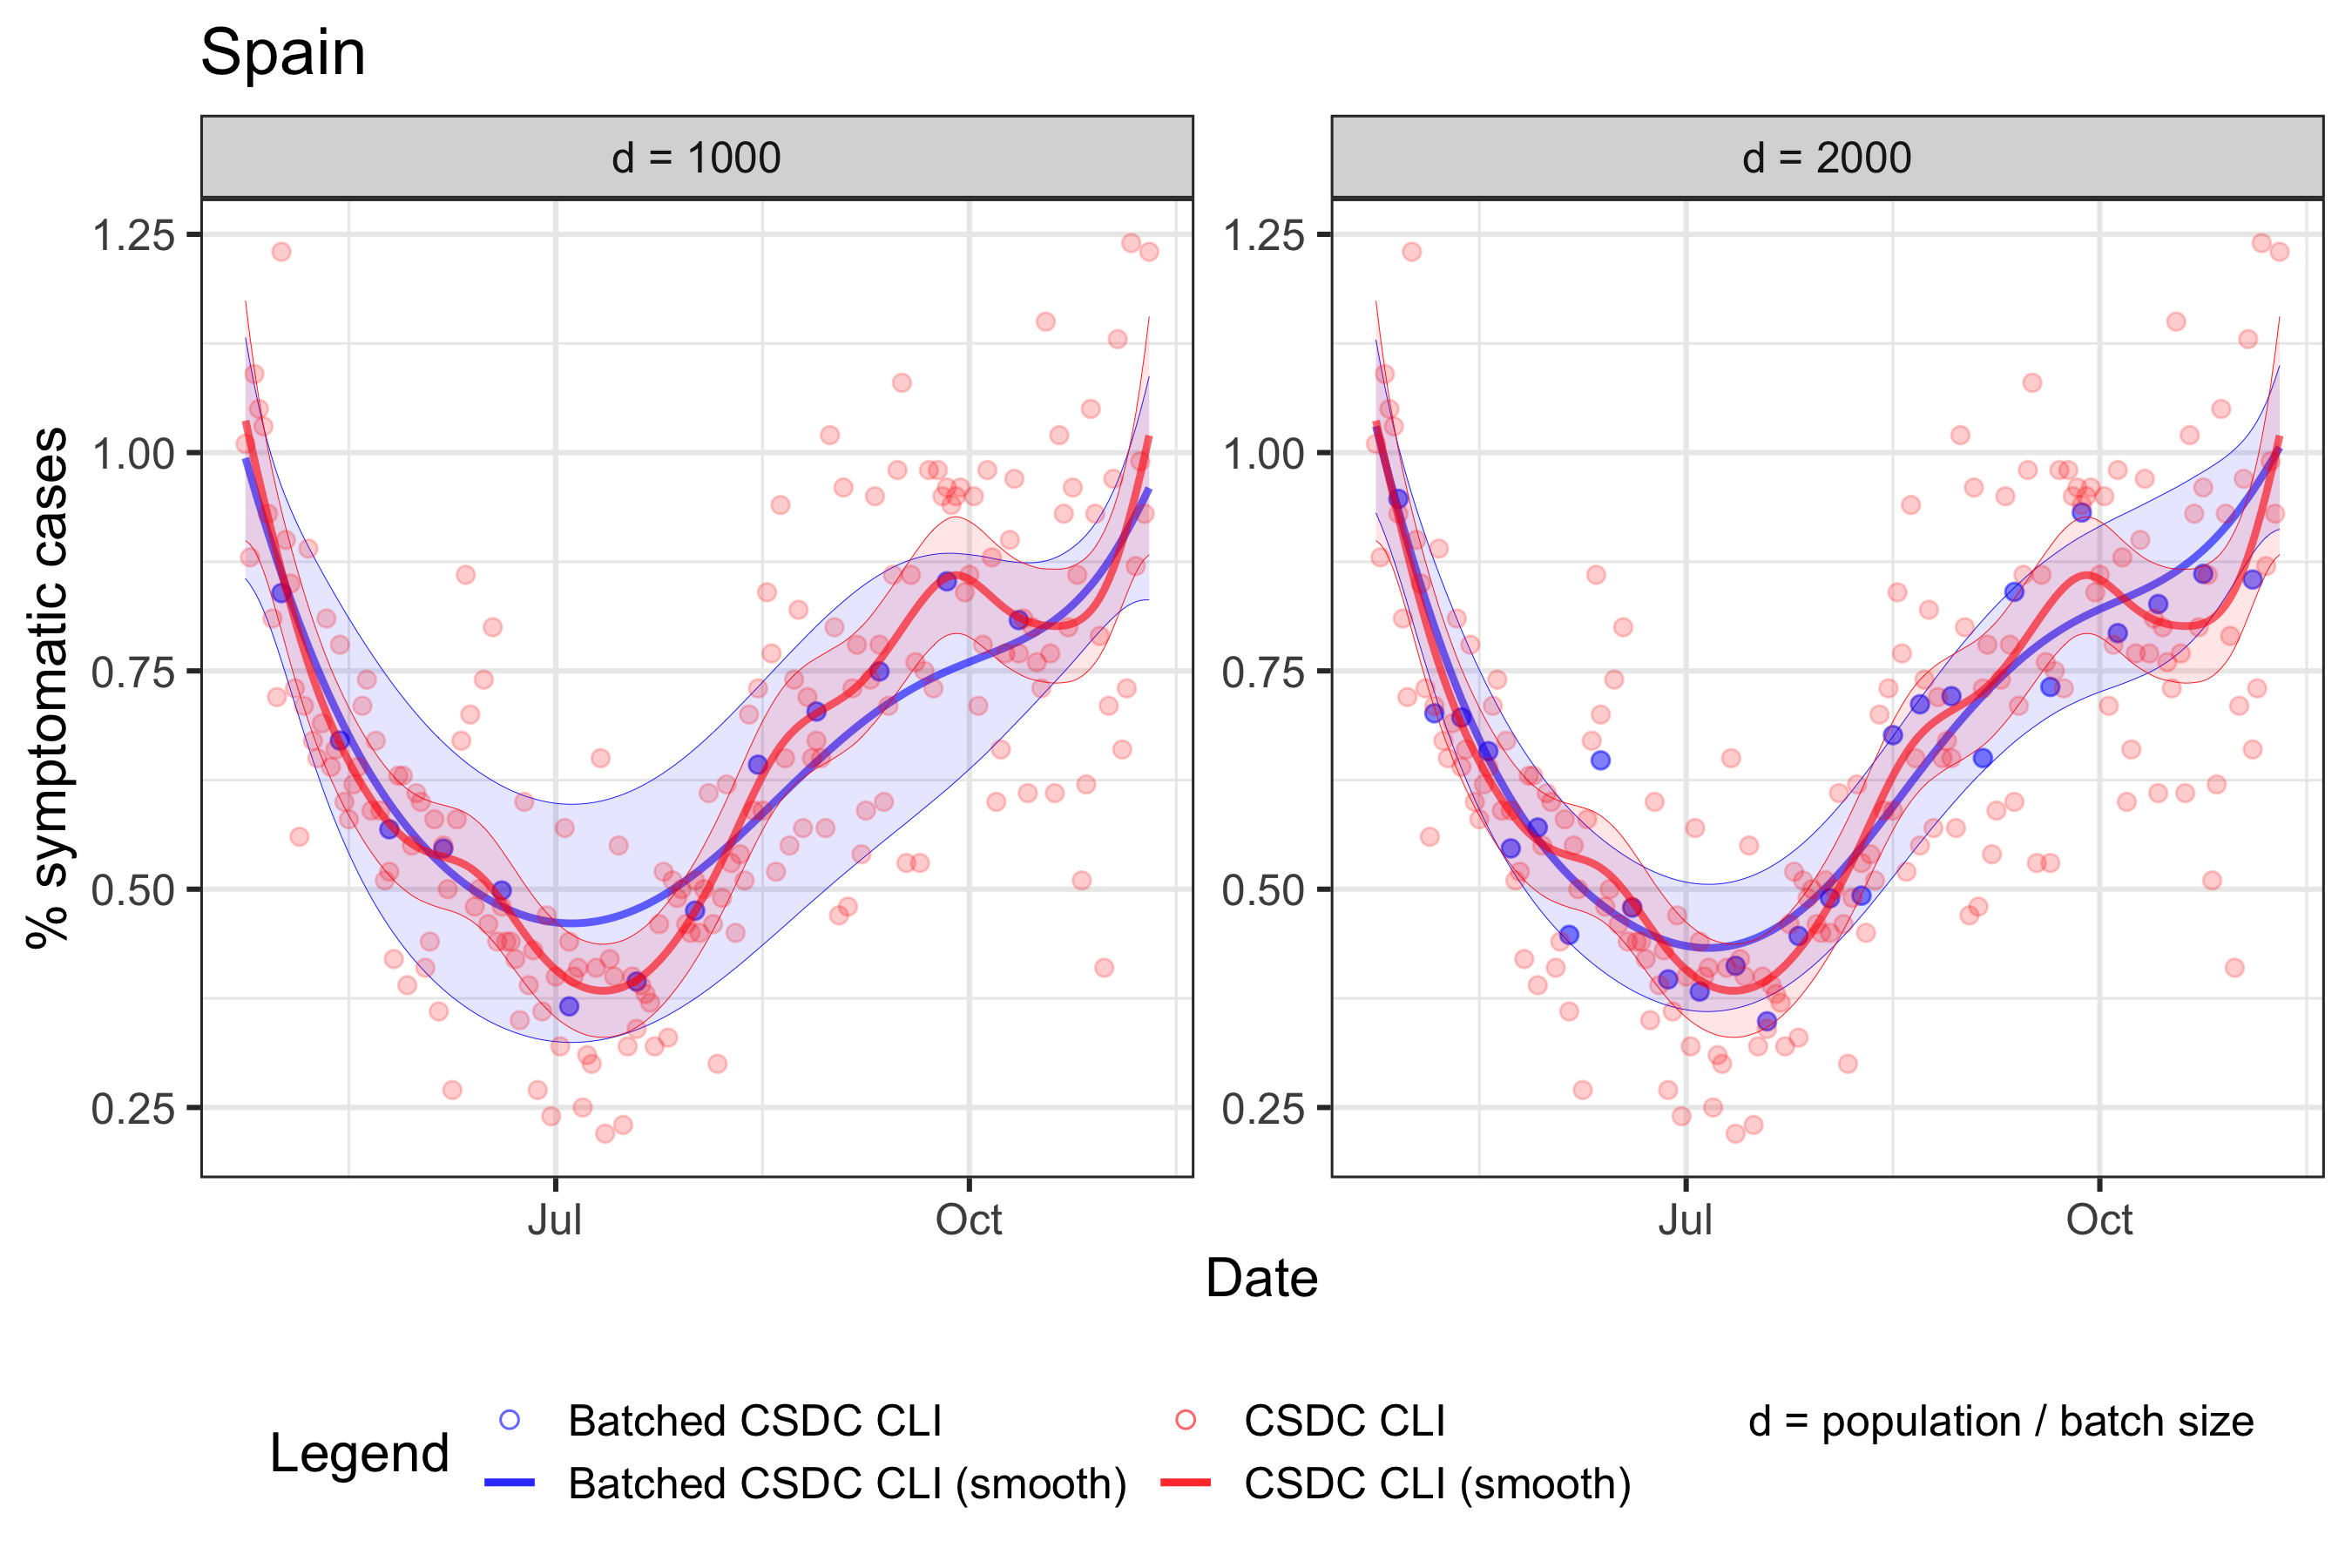 Spain
d = 1000
d = 2000
1.25
1.00
0.75
0.50
0.25
1.25
1.00
0.75
0.50
0.25
% symptomatic cases
Jul
Oct
Jul
Oct
Date
Legend
Batched CSDC CLI
Batched CSDC CLI (smooth)
CSDC CLI
CSDC CLI (smooth)
d = population / batch size